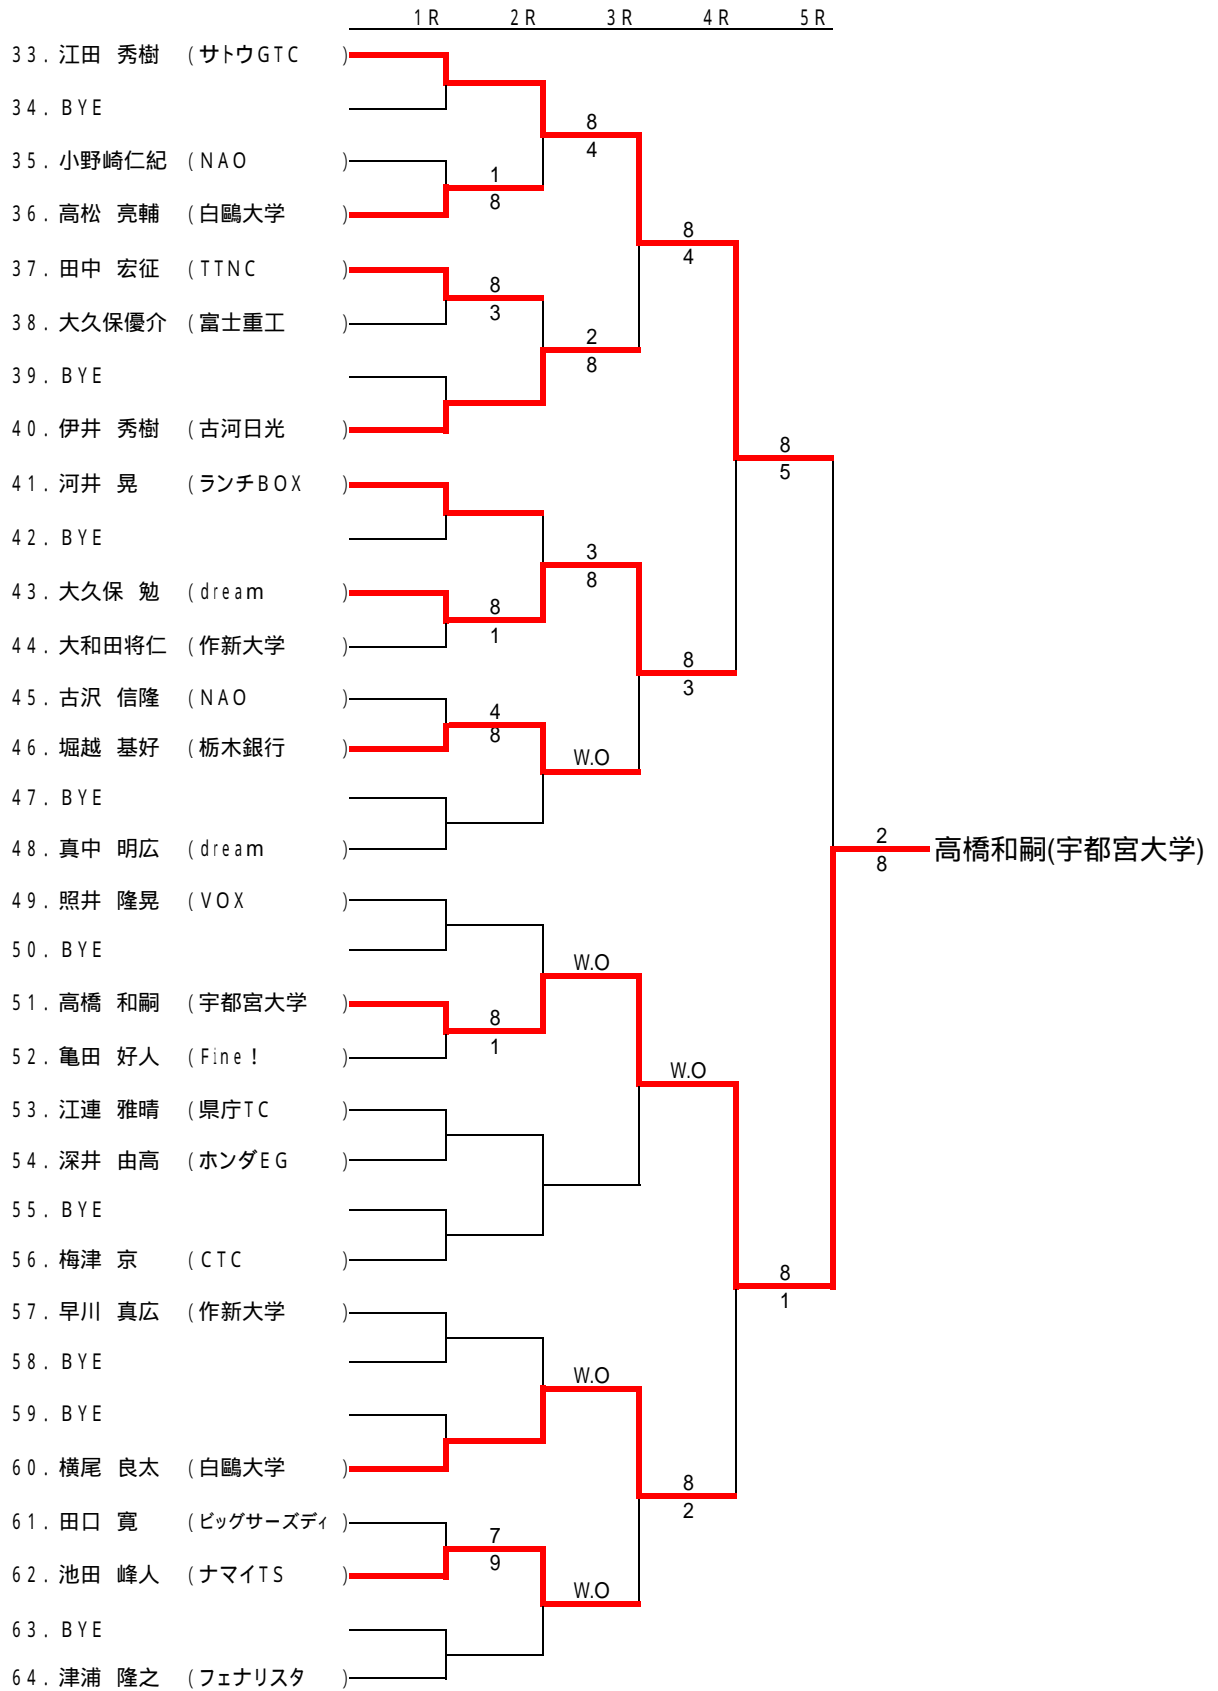 1R 2R 3R 4R 5R
33. 江田 秀樹 (サトウGTC )
34. BYE
8
4
35. 小野崎仁紀 (NAO )
1
8
36. 高松 亮輔 (白鷗大学 )
8
4
37. 田中 宏征 (TTNC )
8
3
38. 大久保優介 (富士重工 )
2
8
39. BYE
40. 伊井 秀樹 (古河日光 )
8
5
41. 河井 晃 (ランチBOX )
42. BYE
3
8
43. 大久保 勉 (dream )
8
1
44. 大和田将仁 (作新大学 )
8
3
45. 古沢 信隆 (NAO )
4
8
46. 堀越 基好 (栃木銀行 )
W.O
47. BYE
48. 真中 明広 (dream )
2
8
高橋和嗣(宇都宮大学)
49. 照井 隆晃 (VOX )
50. BYE
W.O
51. 高橋 和嗣 (宇都宮大学 )
8
1
52. 亀田 好人 (Fine! )
W.O
53. 江連 雅晴 (県庁TC )
54. 深井 由高 (ホンダEG )
55. BYE
56. 梅津 京 (CTC )
8
1
57. 早川 真広 (作新大学 )
58. BYE
W.O
59. BYE
60. 横尾 良太 (白鷗大学 )
8
2
61. 田口 寛 (ビッグサーズディ )
7
9
62. 池田 峰人 (ナマイTS )
W.O
63. BYE
64. 津浦 隆之 (フェナリスタ )